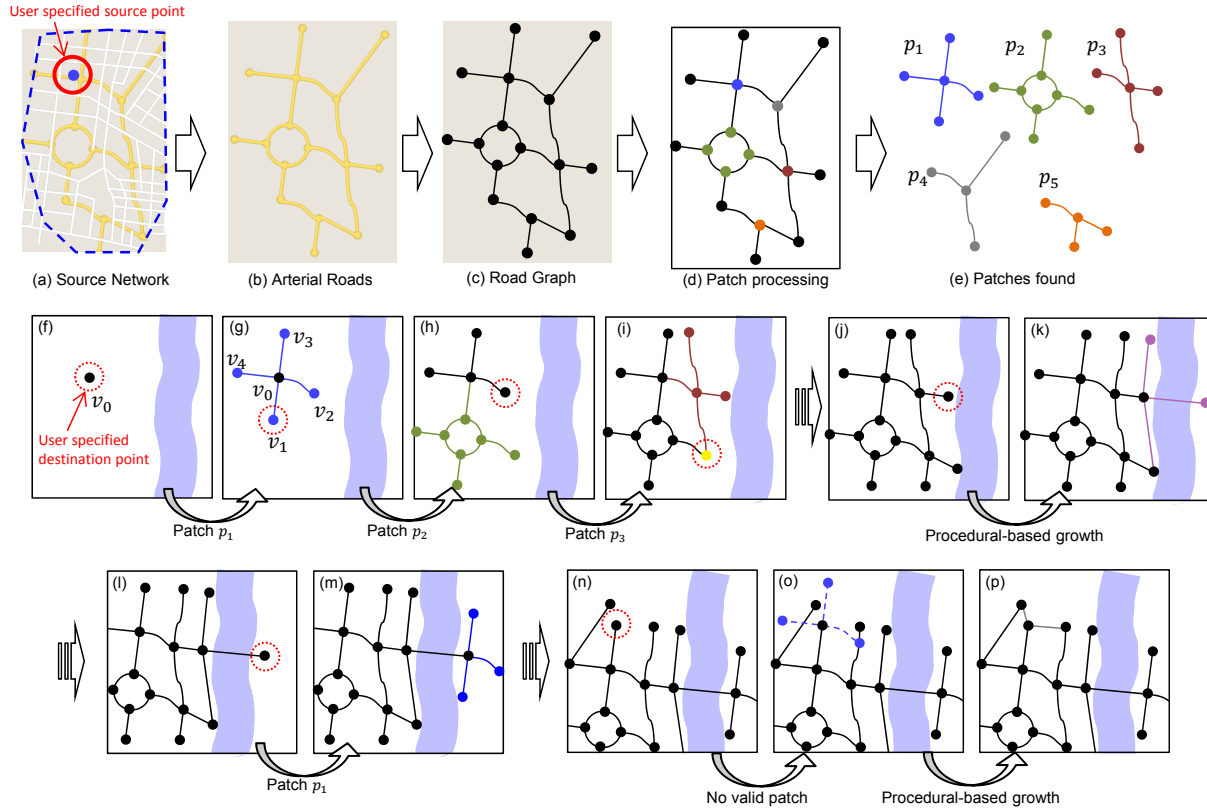 User specified source point
p₁
p₂
p₃
p₄
p₅
(a) Source Network
(b) Arterial Roads
(c) Road Graph
(d) Patch processing
(e) Patches found
(f)
v₀
User specified
destination point
(g)
v₃
v₄
v₀
v₂
v₁
(h)
(i)
(j)
(k)
Patch p₁
Patch p₂
Patch p₃
Procedural-based growth
(l)
(m)
(n)
(o)
(p)
Patch p₁
No valid patch
Procedural-based growth